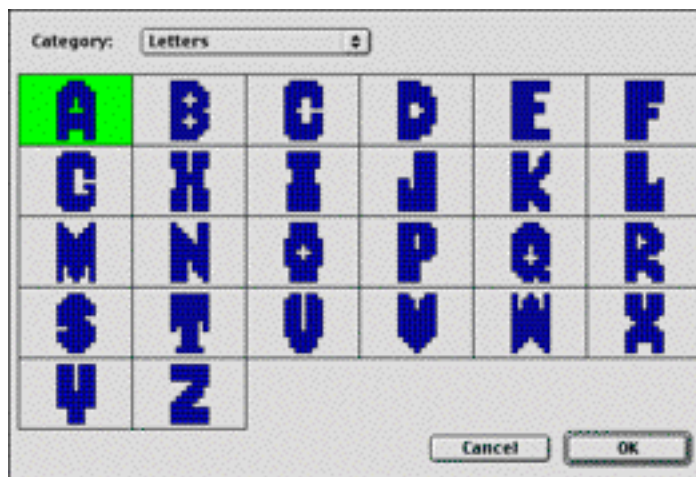 Category: Letters
A B C D E F
G H I J K L
M N O P Q R
S T U V W X
Y Z
Cancel OK